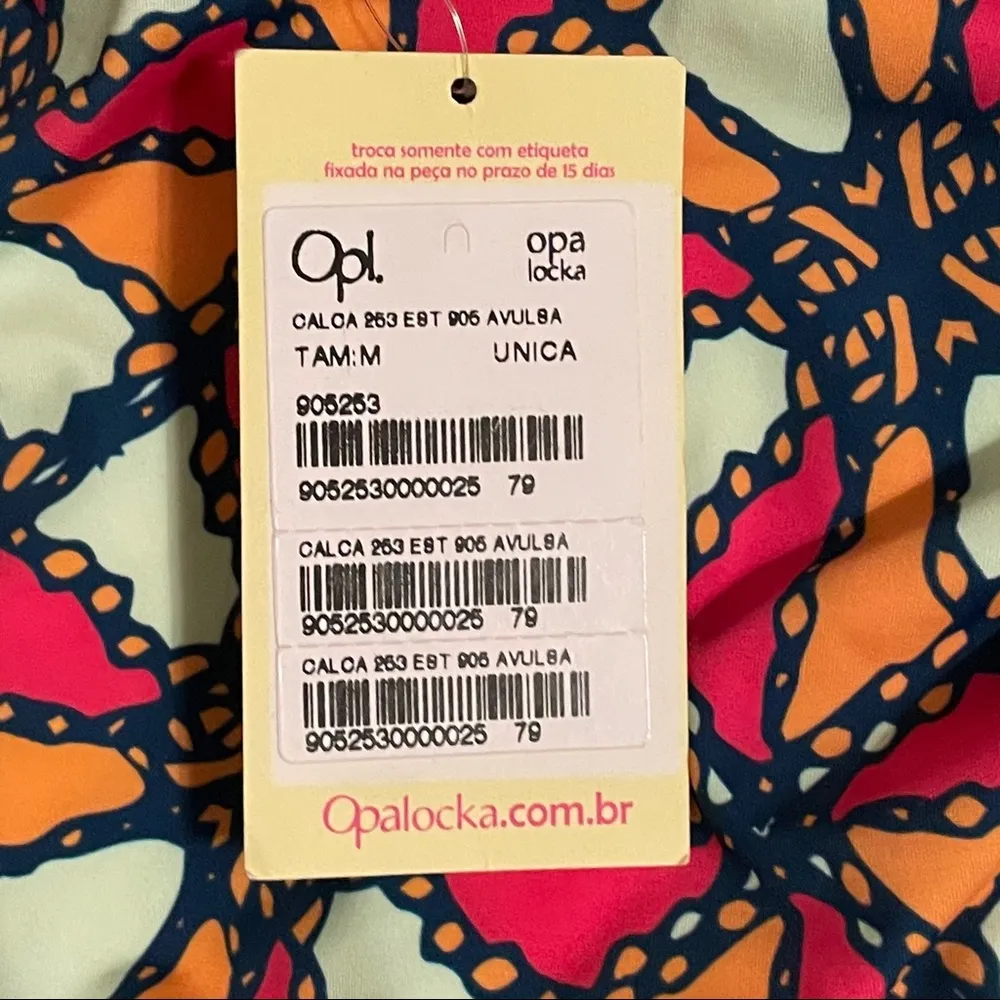 troca somente com etiqueta
fixada na peça no prazo de 15 dias
Opl. opa
locka
CALCA 253 EST 905 AVULSA
TAM:M UNICA
905253
9052530000025 79
CALCA 253 EST 905 AVULSA
9052530000025 79
CALCA 253 EST 905 AVULSA
9052530000025 79
Opalocka.com.br